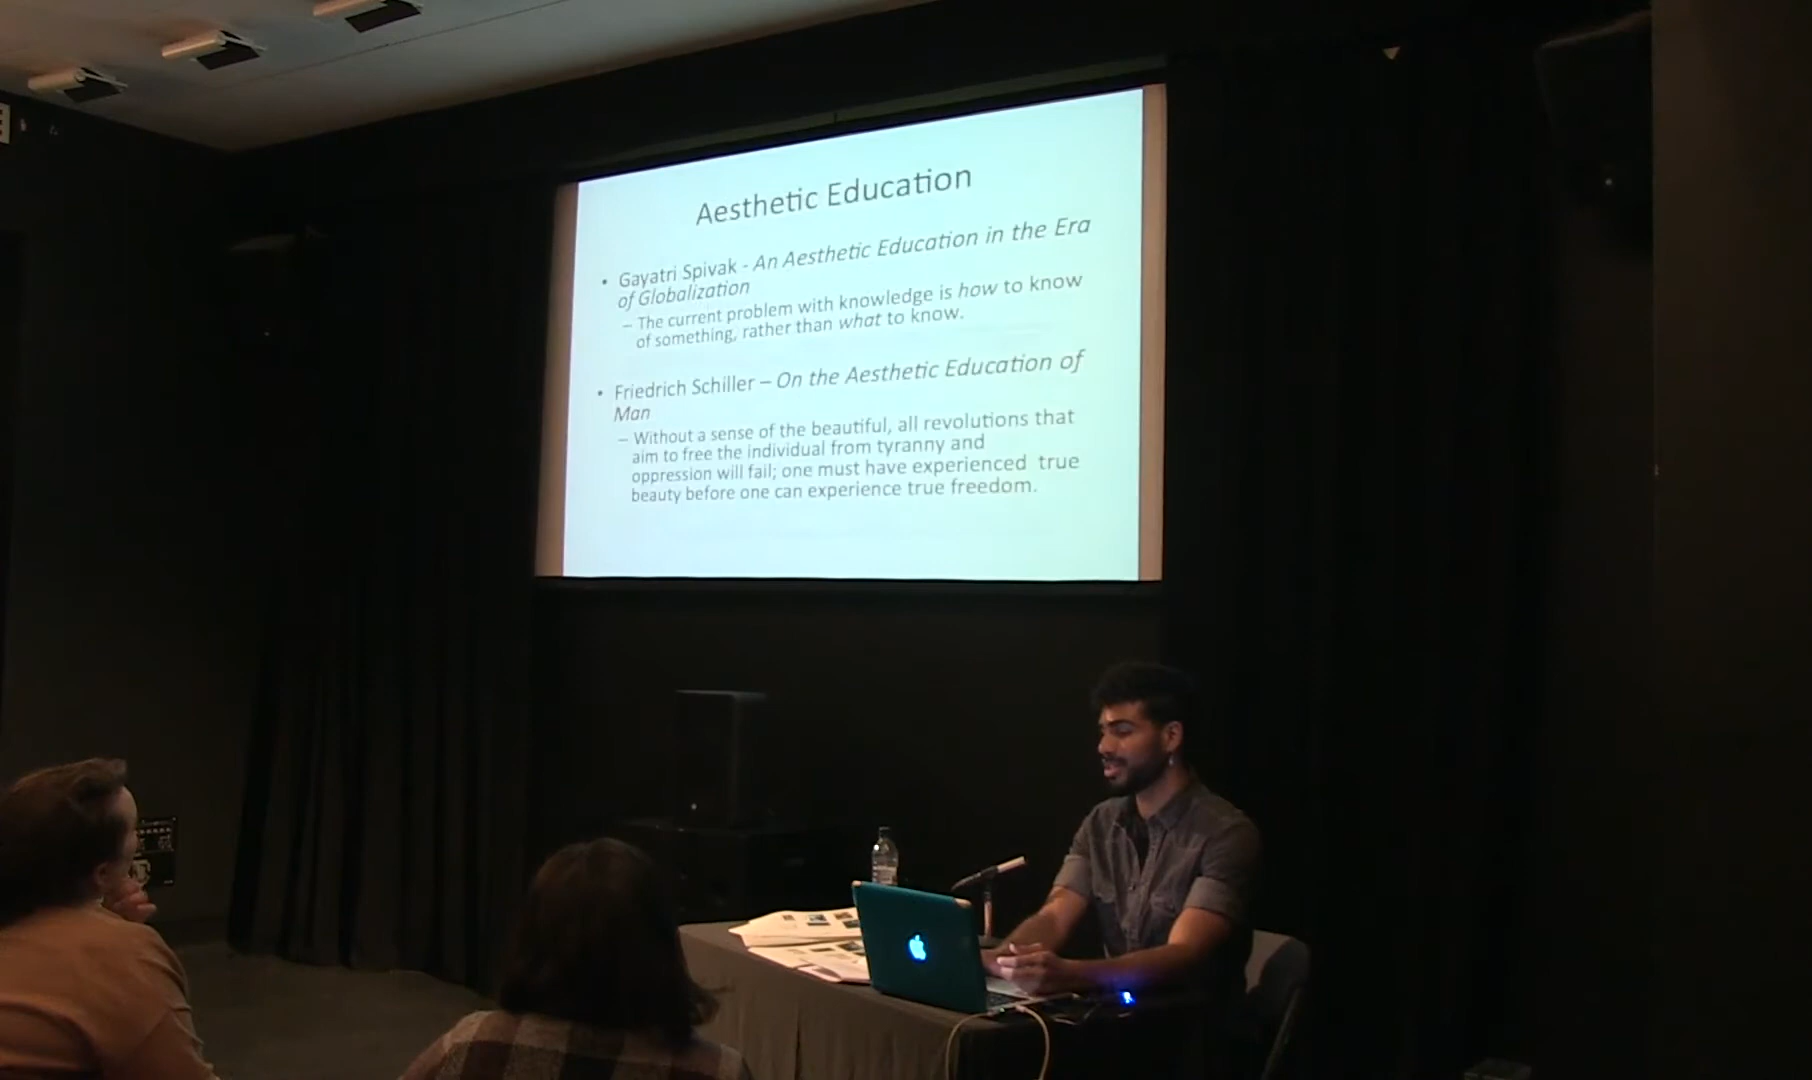 Aesthetic Education
• Gayatri Spivak - An Aesthetic Education in the Era
of Globalization
– The current problem with knowledge is how to know
of something, rather than what to know.
• Friedrich Schiller – On the Aesthetic Education of
Man
– Without a sense of the beautiful, all revolutions that
aim to free the individual from tyranny and
oppression will fail; one must have experienced true
beauty before one can experience true freedom.